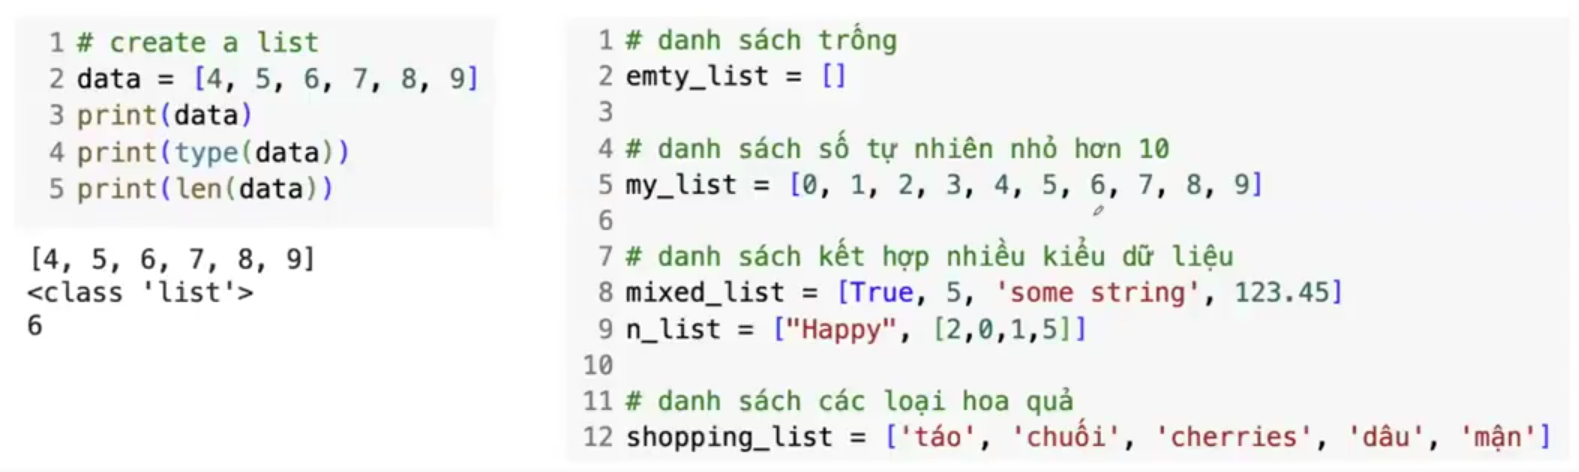 1 # create a list
2 data = [4, 5, 6, 7, 8, 9]
3 print(data)
4 print(type(data))
5 print(len(data))
[4, 5, 6, 7, 8, 9]
<class 'list'>
6
1 # danh sách trống
2 emty_list = []
3
4 # danh sách số tự nhiên nhỏ hơn 10
5 my_list = [0, 1, 2, 3, 4, 5, 6, 7, 8, 9]
6
7 # danh sách kết hợp nhiều kiểu dữ liệu
8 mixed_list = [True, 5, 'some string', 123.45]
9 n_list = ["Happy", [2,0,1,5]]
10
11 # danh sách các loại hoa quả
12 shopping_list = ['táo', 'chuối', 'cherries', 'dâu', 'mận']